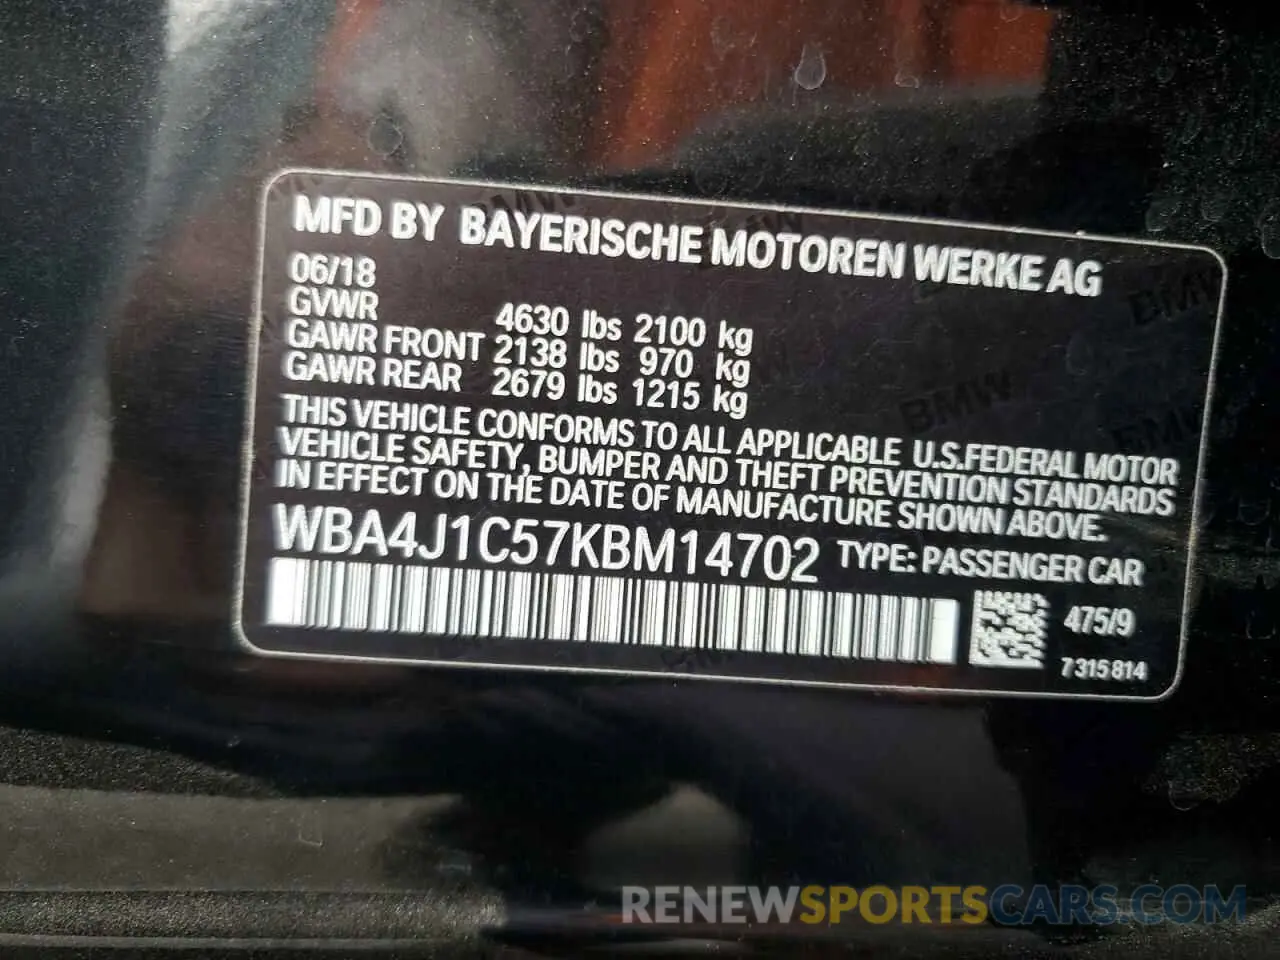 MFD BY BAYERISCHE MOTOREN WERKE AG
06/18
GVWR 4630 lbs 2100 kg
GAWR FRONT 2138 lbs 970 kg
GAWR REAR 2679 lbs 1215 kg
THIS VEHICLE CONFORMS TO ALL APPLICABLE U.S.FEDERAL MOTOR
VEHICLE SAFETY, BUMPER AND THEFT PREVENTION STANDARDS
IN EFFECT ON THE DATE OF MANUFACTURE SHOWN ABOVE.
WBA4J1C57KBM14702 TYPE: PASSENGER CAR
475/9
7315814
BMW
BMW
BMW
RENEWSPORTSCARS.COM